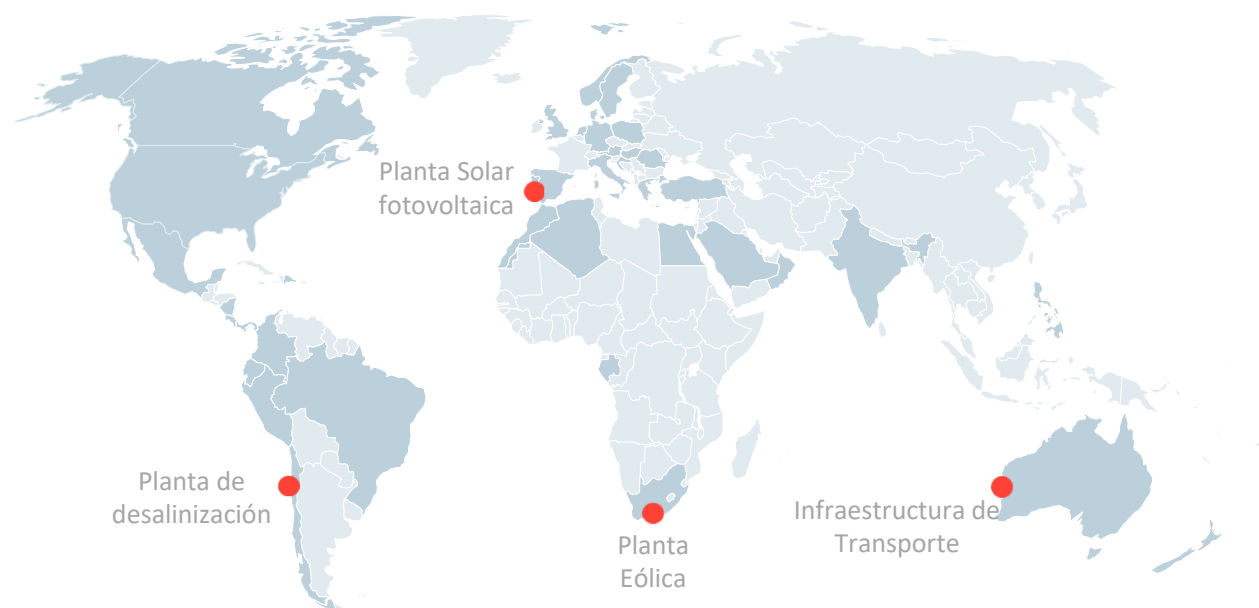 Planta Solar
fotovoltaica
Planta de
desalinización
Planta
Eólica
Infraestructura de
Transporte